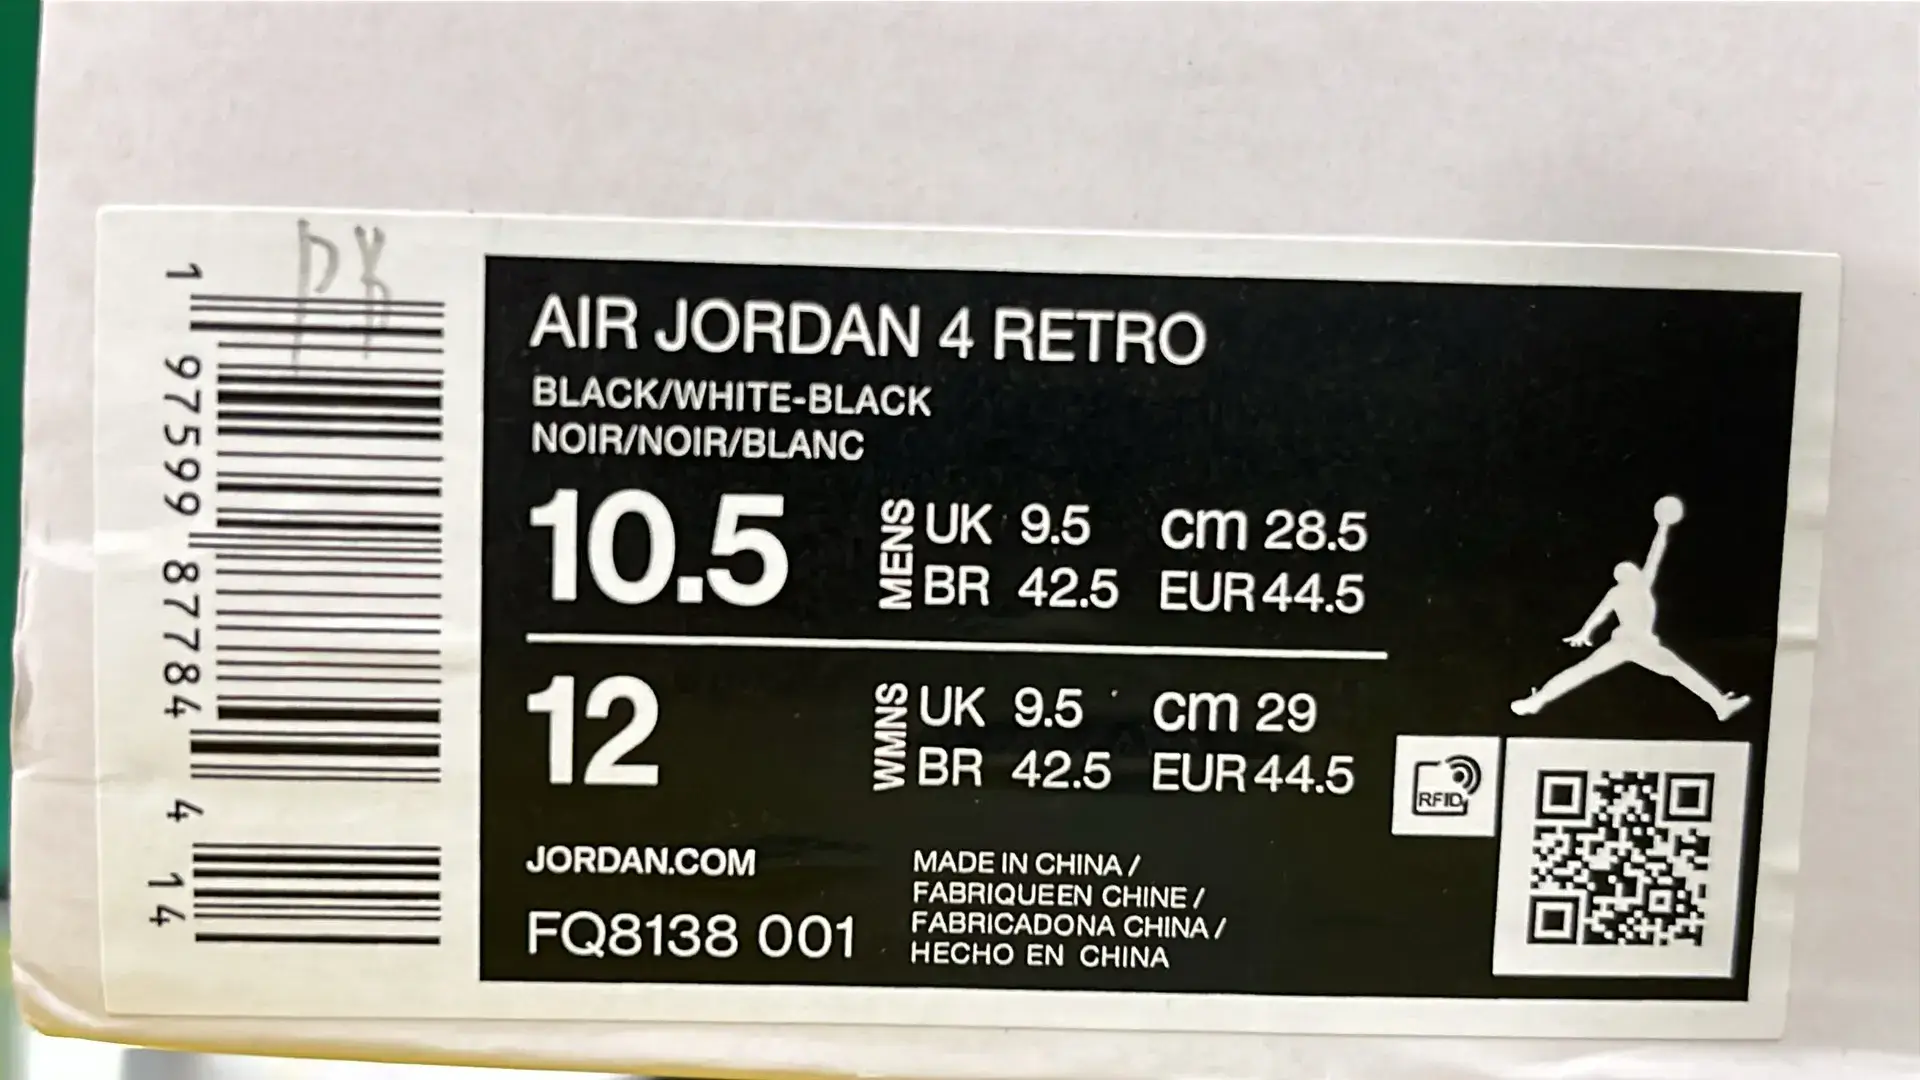 1 97599 87784 4 14
AIR JORDAN 4 RETRO
BLACK/WHITE-BLACK
NOIR/NOIR/BLANC
10.5 MENS UK 9.5 cm 28.5
BR 42.5 EUR 44.5
12 WMNS UK 9.5 cm 29
BR 42.5 EUR 44.5
RFID
JORDAN.COM
FQ8138 001
MADE IN CHINA /
FABRIQUEEN CHINE /
FABRICADONA CHINA /
HECHO EN CHINA